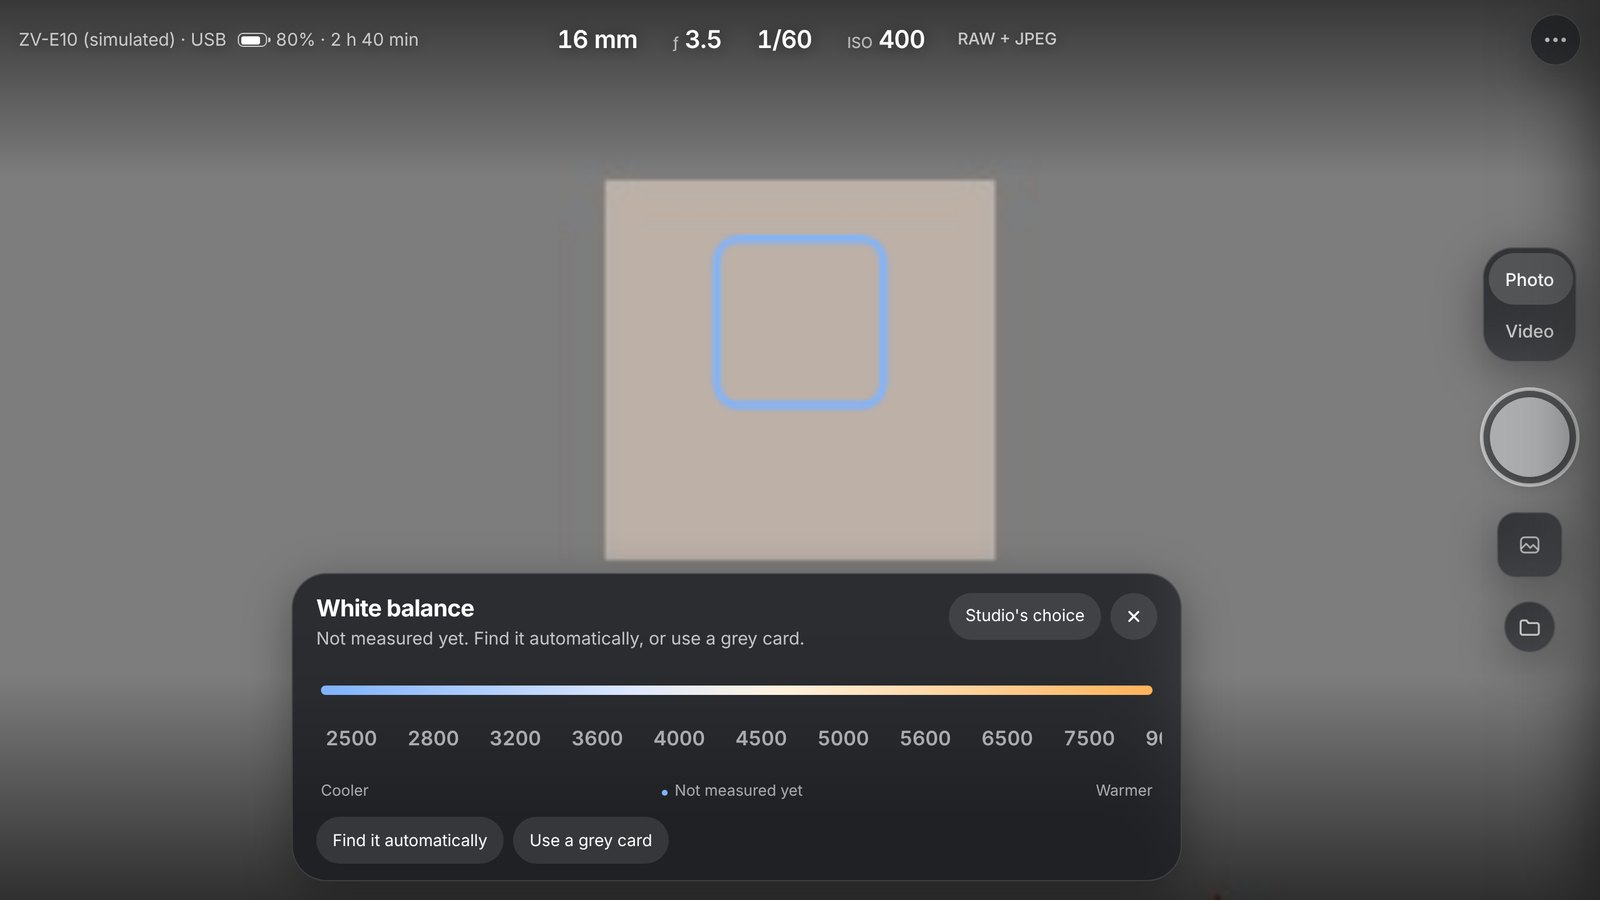 ZV-E10 (simulated) · USB 80% · 2 h 40 min
16 mm ƒ 3.5 1/60 ISO 400 RAW + JPEG
Photo
Video
White balance
Not measured yet. Find it automatically, or use a grey card.
Studio's choice
2500 2800 3200 3600 4000 4500 5000 5600 6500 7500
Cooler
Not measured yet
Warmer
Find it automatically
Use a grey card